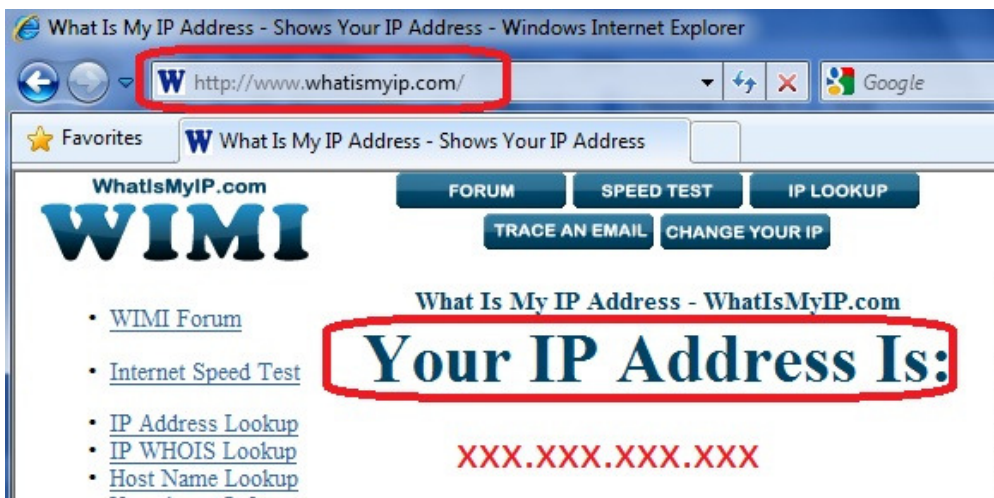 What Is My IP Address - Shows Your IP Address - Windows Internet Explorer
W http://www.whatismyip.com/
Google
Favorites
W What Is My IP Address - Shows Your IP Address
WhatIsMyIP.com
WIMI
FORUM
SPEED TEST
IP LOOKUP
TRACE AN EMAIL
CHANGE YOUR IP
What Is My IP Address - WhatIsMyIP.com
Your IP Address Is:
xxx.xxx.xxx.xxx
• WIMI Forum
• Internet Speed Test
• IP Address Lookup
• IP WHOIS Lookup
• Host Name Lookup